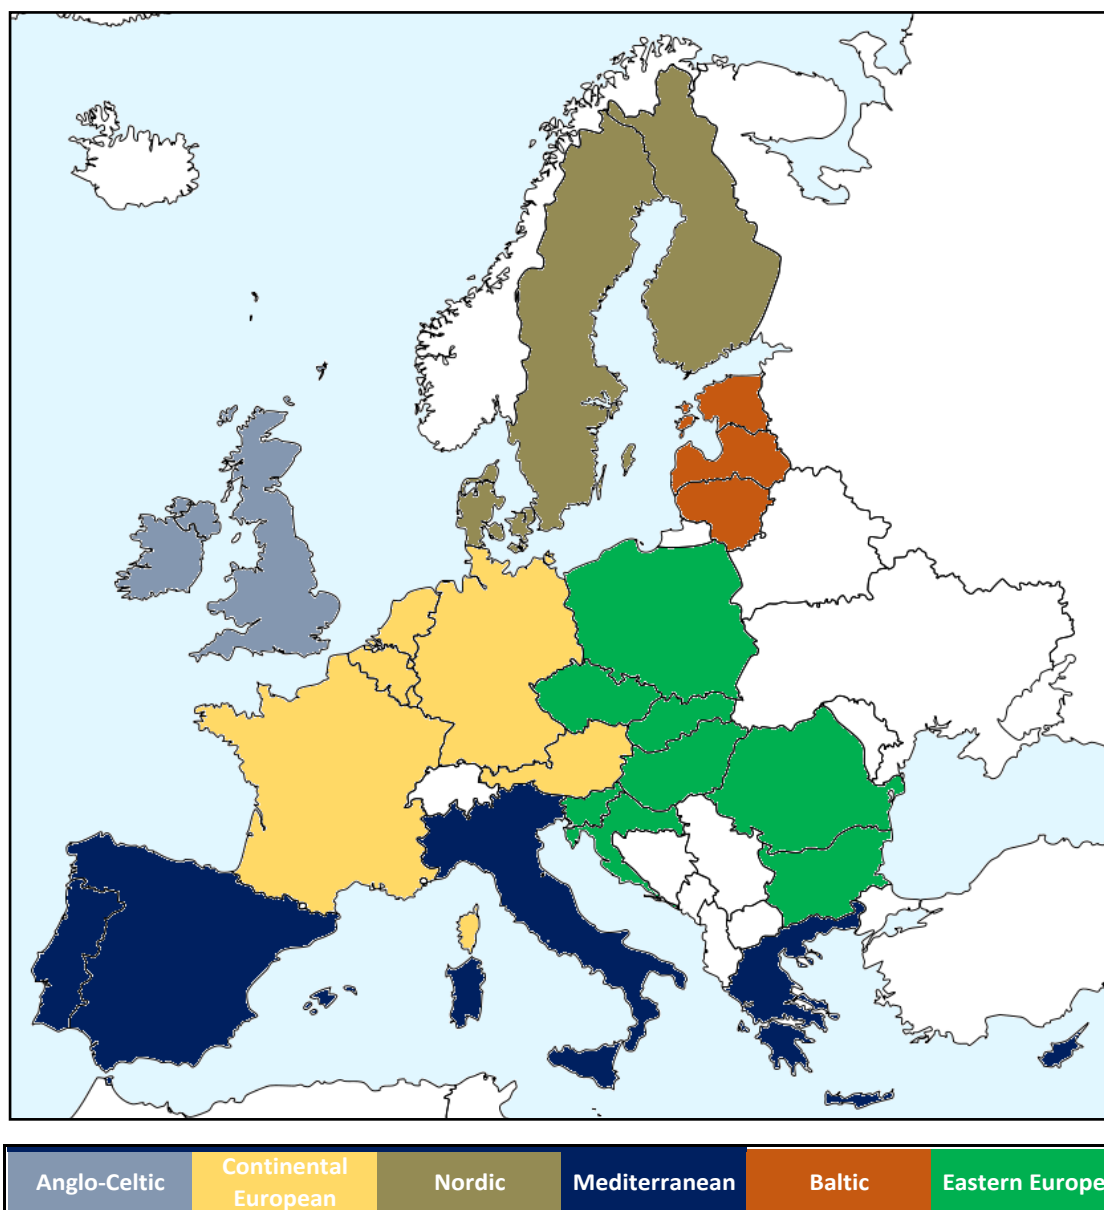 Anglo-Celtic
Continental
European
Nordic
Mediterranean
Baltic
Eastern Europe